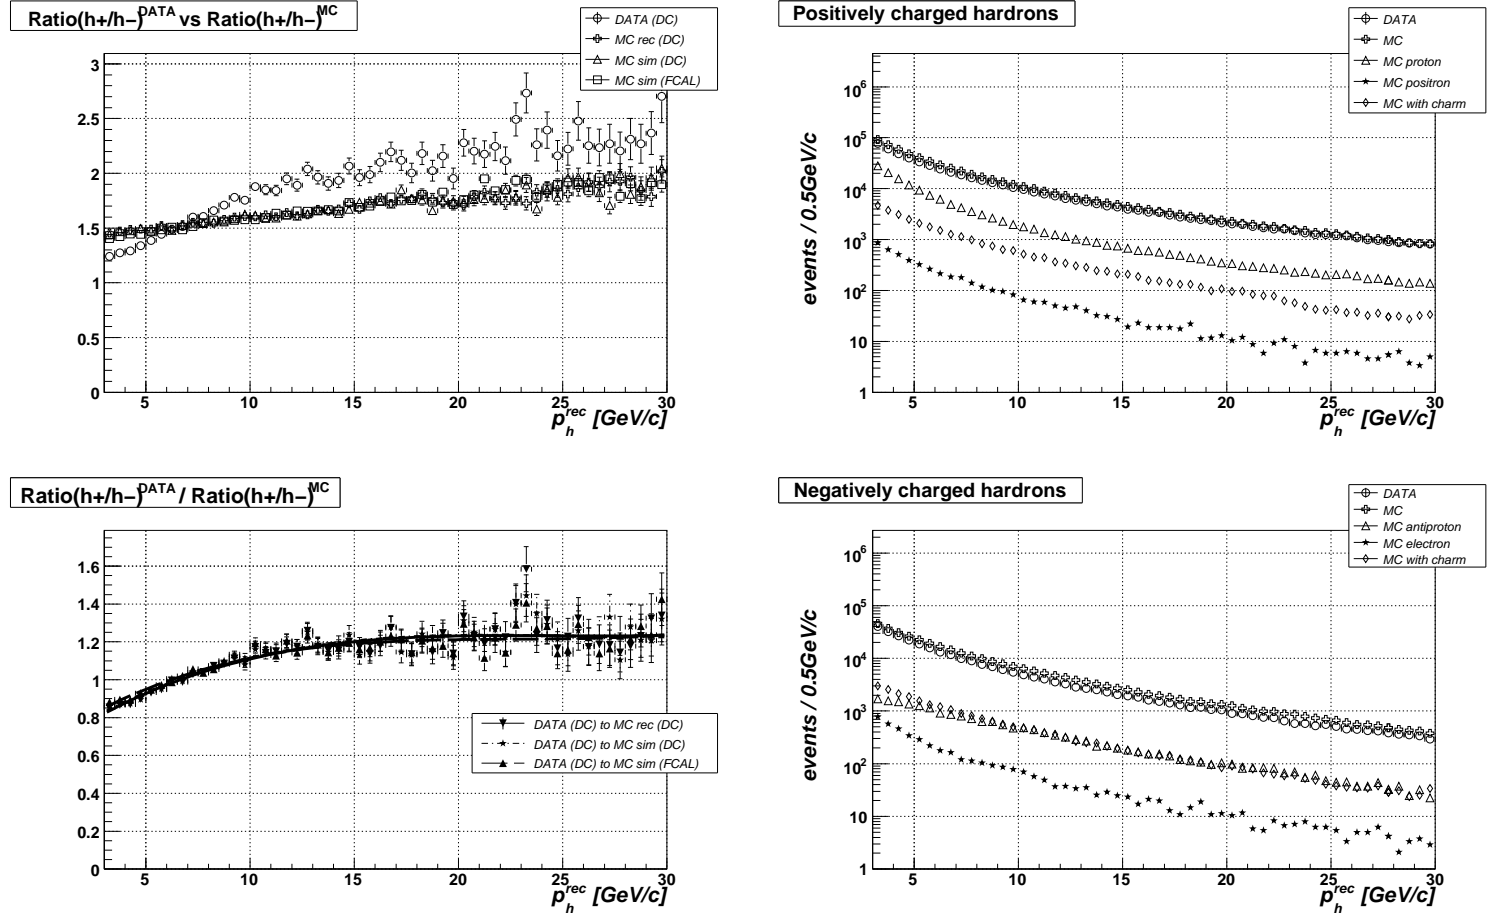 Ratio(h+/h−)^DATA vs Ratio(h+/h−)^MC
DATA (DC)
MC rec (DC)
MC sim (DC)
MC sim (FCAL)
3
2.5
2
1.5
1
0.5
0
5 10 15 20 25 30
p_h^rec [GeV/c]
Positively charged hardrons
DATA
MC
MC proton
MC positron
MC with charm
events / 0.5GeV/c
10^6
10^5
10^4
10^3
10^2
10
1
5 10 15 20 25 30
p_h^rec [GeV/c]
Ratio(h+/h−)^DATA / Ratio(h+/h−)^MC
1.6
1.4
1.2
1
0.8
0.6
0.4
0.2
0
DATA (DC) to MC rec (DC)
DATA (DC) to MC sim (DC)
DATA (DC) to MC sim (FCAL)
5 10 15 20 25 30
p_h^rec [GeV/c]
Negatively charged hardrons
DATA
MC
MC antiproton
MC electron
MC with charm
events / 0.5GeV/c
10^6
10^5
10^4
10^3
10^2
10
1
5 10 15 20 25 30
p_h^rec [GeV/c]